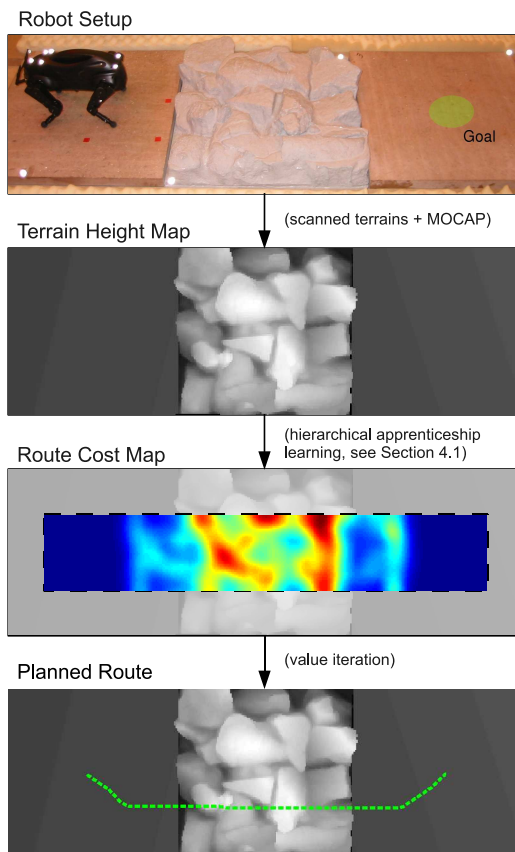 Robot Setup
Goal
(scanned terrains + MOCAP)
Terrain Height Map
(hierarchical apprenticeship
learning, see Section 4.1)
Route Cost Map
(value iteration)
Planned Route